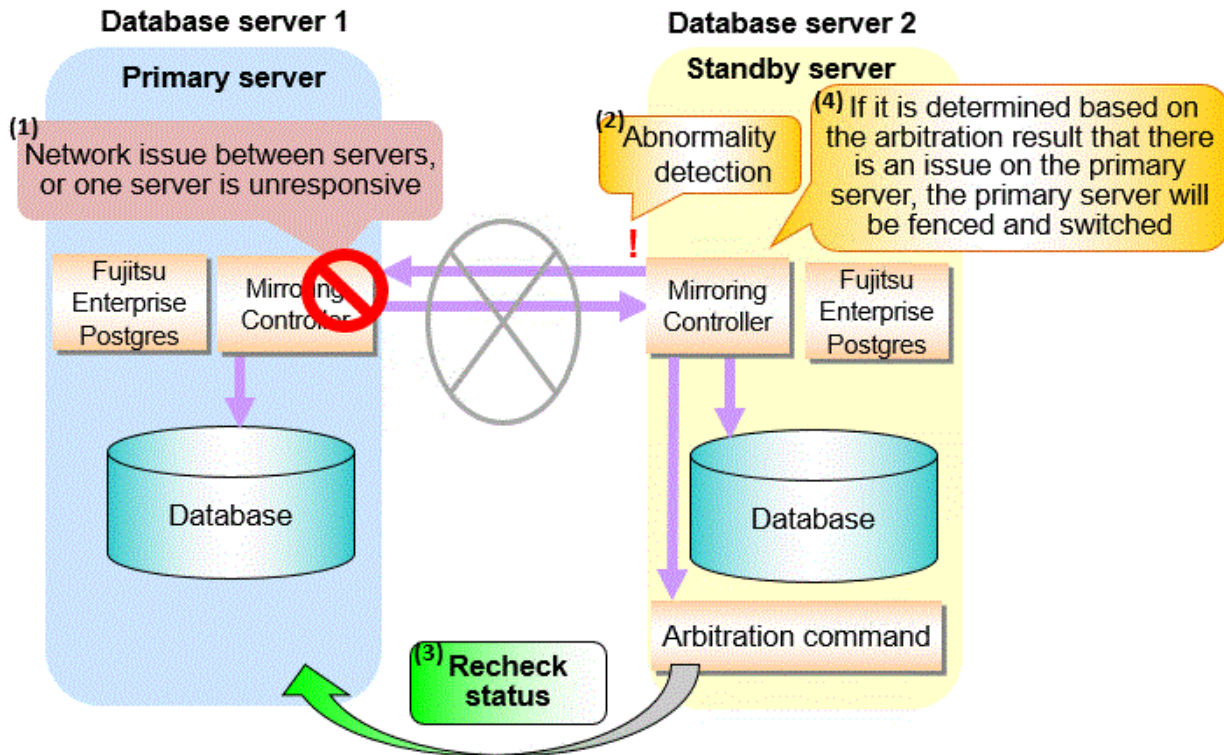 Database server 1
Database server 2
Primary server
Standby server
(1)
Network issue between servers,
or one server is unresponsive
(2)
Abnormality
detection
(4)
If it is determined based on
the arbitration result that there
is an issue on the primary
server, the primary server will
be fenced and switched
!
Fujitsu
Enterprise
Postgres
Mirroring
Controller
Mirroring
Controller
Fujitsu
Enterprise
Postgres
Database
Database
Arbitration command
(3)
Recheck
status